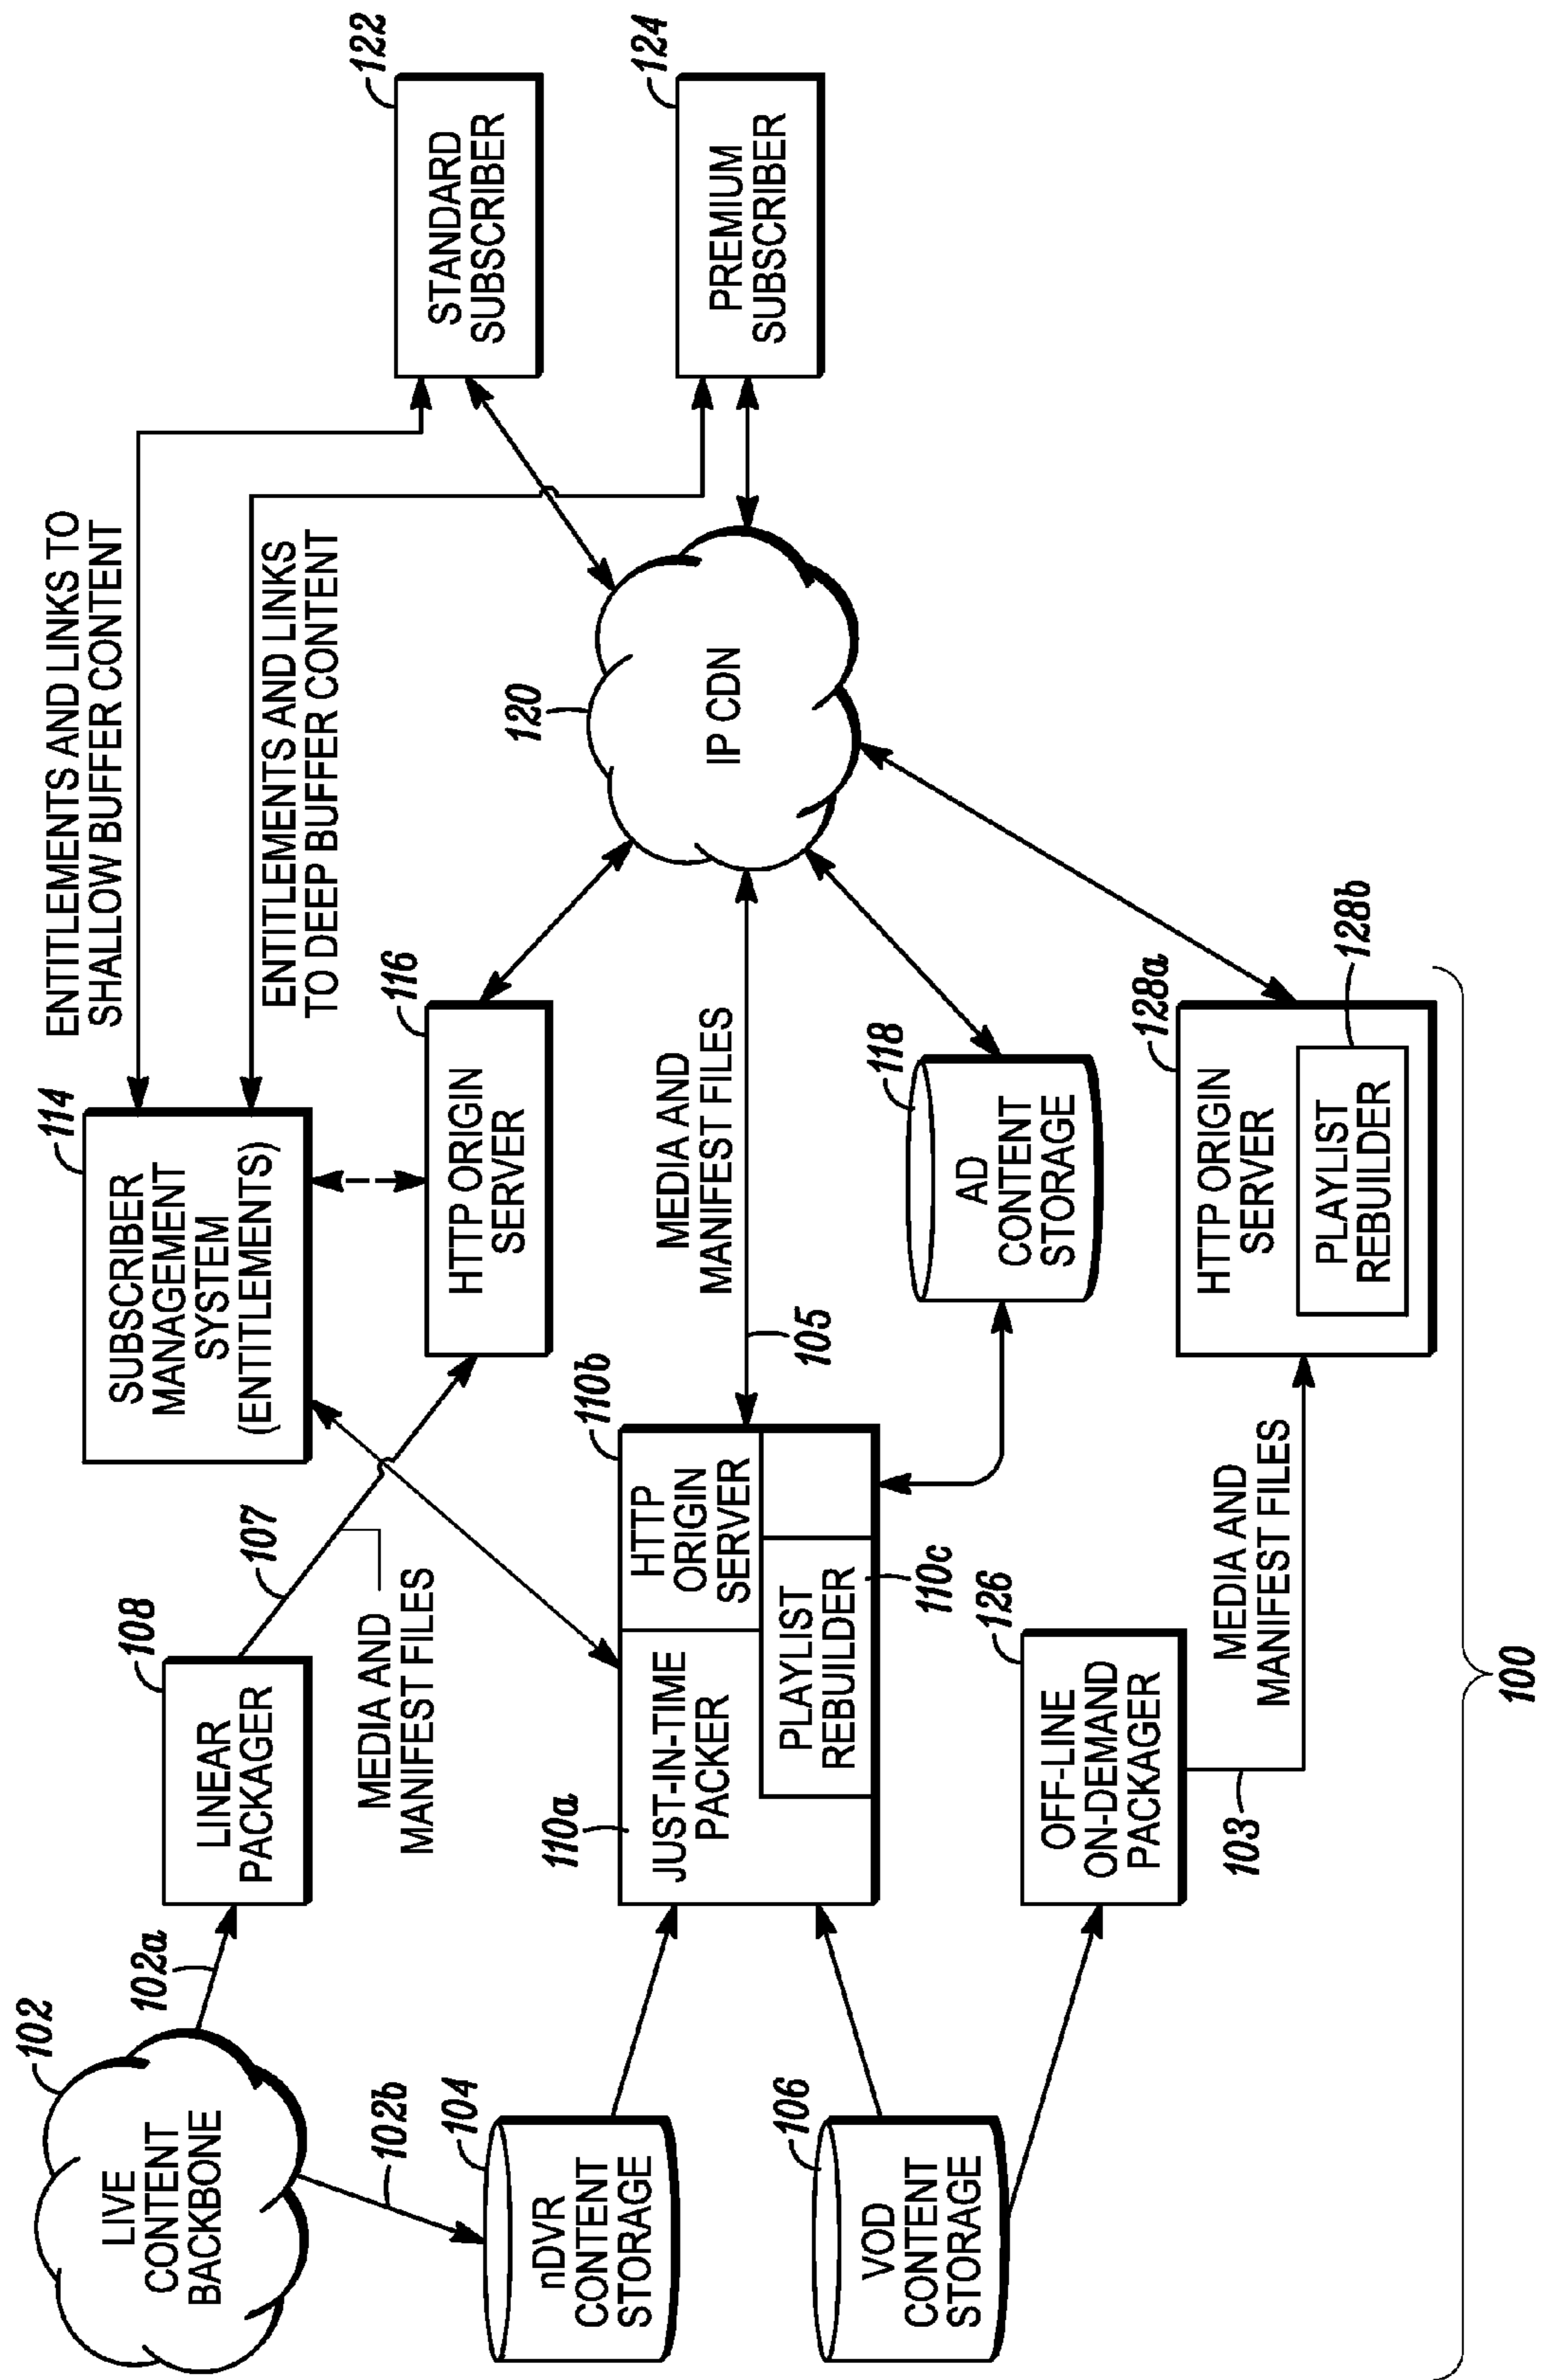 ENTITLEMENTS AND LINKS TO
SHALLOW BUFFER CONTENT
ENTITLEMENTS AND LINKS
TO DEEP BUFFER CONTENT
102
LIVE
CONTENT
BACKBONE
102a
102b
108
LINEAR
PACKAGER
107
MEDIA AND
MANIFEST FILES
114
SUBSCRIBER
MANAGEMENT
SYSTEM
(ENTITLEMENTS)
116
HTTP ORIGIN
SERVER
122
STANDARD
SUBSCRIBER
124
PREMIUM
SUBSCRIBER
120
IP CDN
104
nDVR
CONTENT
STORAGE
110a
JUST-IN-TIME
PACKER
110b
HTTP
ORIGIN
SERVER
PLAYLIST
REBUILDER
110c
MEDIA AND
MANIFEST FILES
105
118
AD
CONTENT
STORAGE
106
VOD
CONTENT
STORAGE
126
OFF-LINE
ON-DEMAND
PACKAGER
103
MEDIA AND
MANIFEST FILES
128a
HTTP ORIGIN
SERVER
128b
PLAYLIST
REBUILDER
100